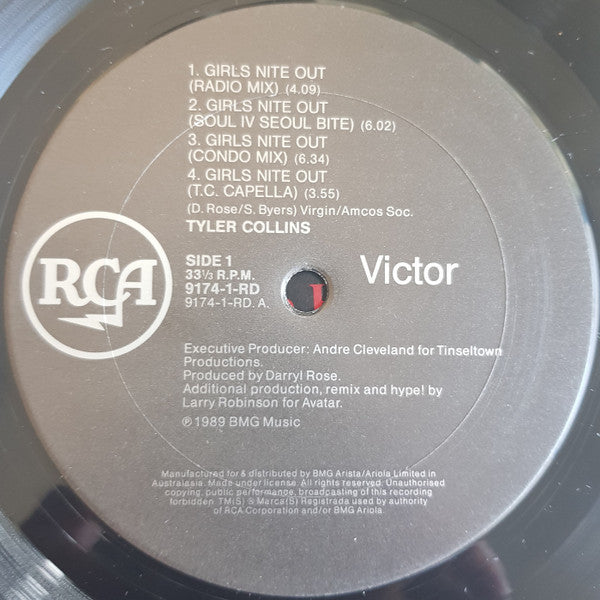 1. GIRLS NITE OUT
(RADIO MIX) (4.09)
2. GIRLS NITE OUT
(SOUL IV SEOUL BITE) (6.02)
3. GIRLS NITE OUT
(CONDO MIX) (6.34)
4. GIRLS NITE OUT
(T.C. CAPELLA) (3.55)
(D. Rose/S. Byers) Virgin/Amcos Soc.
TYLER COLLINS
RCA
SIDE 1
33⅓ R.P.M.
9174-1-RD
9174-1-RD. A.
Victor
Executive Producer: Andre Cleveland for Tinseltown
Productions.
Produced by Darryl Rose.
Additional production, remix and hype! by
Larry Robinson for Avatar.
℗ 1989 BMG Music
Manufactured for & distributed by BMG Arista/Ariola Limited in
Australasia. Made under license. All rights reserved. Unauthorised
copying, public performance, broadcasting of this recording
forbidden. TM(S) & Marca(S) Registrada used by authority
of RCA Corporation and/or BMG Ariola.